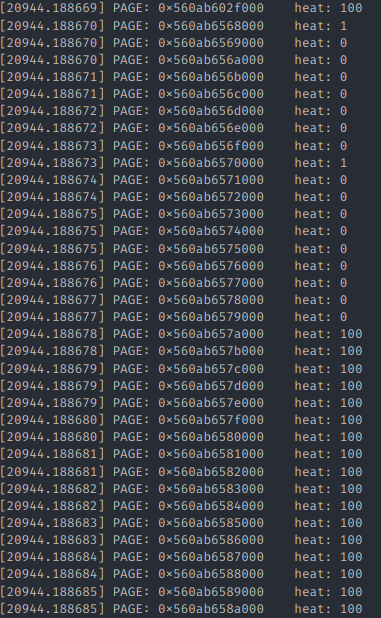 [20944.188669] PAGE: 0×560ab602f000    heat: 100
[20944.188670] PAGE: 0×560ab6568000    heat: 1
[20944.188670] PAGE: 0×560ab6569000    heat: 0
[20944.188670] PAGE: 0×560ab656a000    heat: 0
[20944.188671] PAGE: 0×560ab656b000    heat: 0
[20944.188671] PAGE: 0×560ab656c000    heat: 0
[20944.188672] PAGE: 0×560ab656d000    heat: 0
[20944.188672] PAGE: 0×560ab656e000    heat: 0
[20944.188673] PAGE: 0×560ab656f000    heat: 0
[20944.188673] PAGE: 0×560ab6570000    heat: 1
[20944.188674] PAGE: 0×560ab6571000    heat: 0
[20944.188674] PAGE: 0×560ab6572000    heat: 0
[20944.188675] PAGE: 0×560ab6573000    heat: 0
[20944.188675] PAGE: 0×560ab6574000    heat: 0
[20944.188675] PAGE: 0×560ab6575000    heat: 0
[20944.188676] PAGE: 0×560ab6576000    heat: 0
[20944.188676] PAGE: 0×560ab6577000    heat: 0
[20944.188677] PAGE: 0×560ab6578000    heat: 0
[20944.188677] PAGE: 0×560ab6579000    heat: 0
[20944.188678] PAGE: 0×560ab657a000    heat: 100
[20944.188678] PAGE: 0×560ab657b000    heat: 100
[20944.188679] PAGE: 0×560ab657c000    heat: 100
[20944.188679] PAGE: 0×560ab657d000    heat: 100
[20944.188679] PAGE: 0×560ab657e000    heat: 100
[20944.188680] PAGE: 0×560ab657f000    heat: 100
[20944.188680] PAGE: 0×560ab6580000    heat: 100
[20944.188681] PAGE: 0×560ab6581000    heat: 100
[20944.188681] PAGE: 0×560ab6582000    heat: 100
[20944.188682] PAGE: 0×560ab6583000    heat: 100
[20944.188682] PAGE: 0×560ab6584000    heat: 100
[20944.188683] PAGE: 0×560ab6585000    heat: 100
[20944.188683] PAGE: 0×560ab6586000    heat: 100
[20944.188684] PAGE: 0×560ab6587000    heat: 100
[20944.188684] PAGE: 0×560ab6588000    heat: 100
[20944.188685] PAGE: 0×560ab6589000    heat: 100
[20944.188685] PAGE: 0×560ab658a000    heat: 100